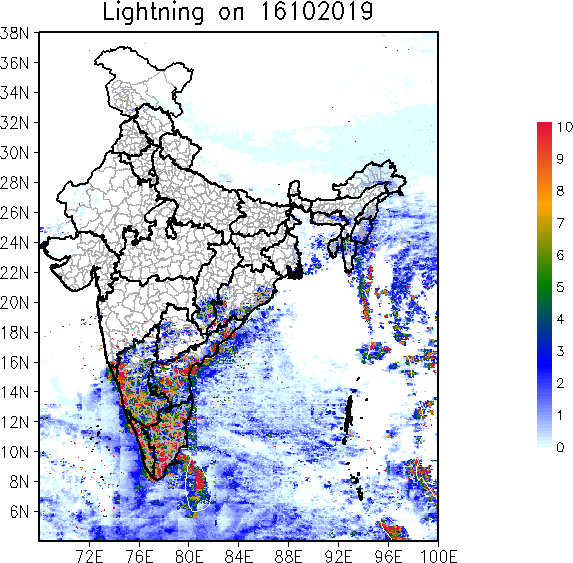 Lightning on 16102019
38N
36N
34N
32N
30N
28N
26N
24N
22N
20N
18N
16N
14N
12N
10N
8N
6N
72E 76E 80E 84E 88E 92E 96E 100E
10
9
8
7
6
5
4
3
2
1
0